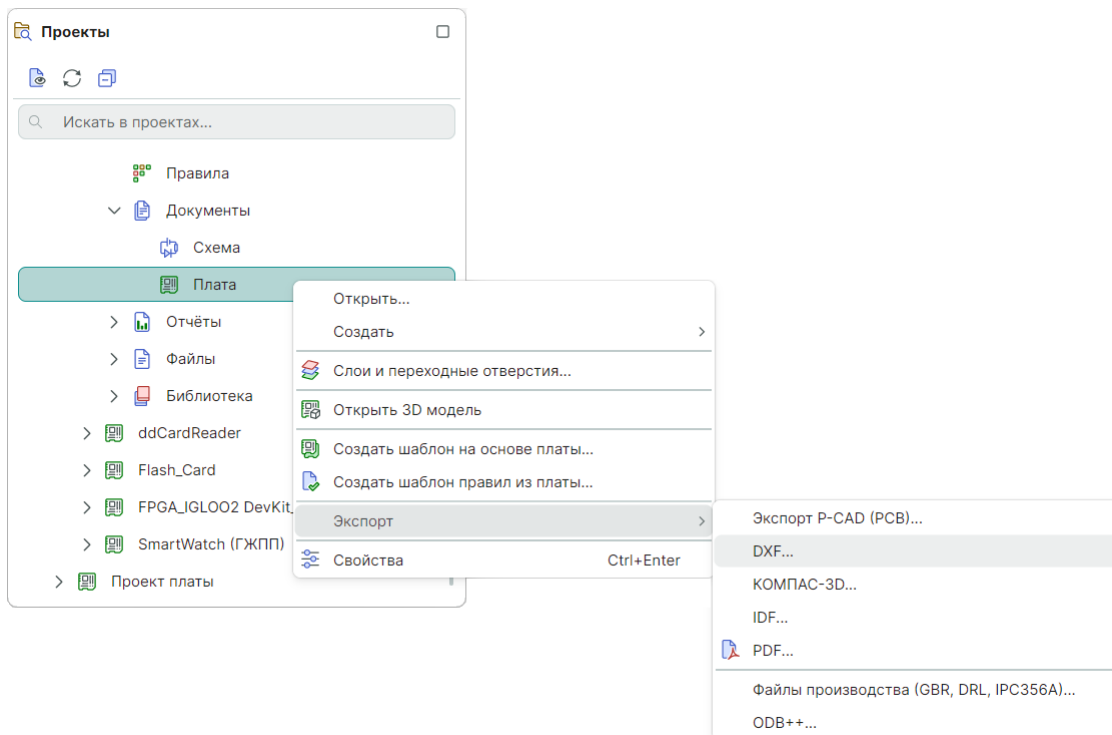 Проекты
Искать в проектах...
Правила
Документы
Схема
Плата
Отчёты
Файлы
Библиотека
ddCardReader
Flash_Card
FPGA_IGLOO2 DevKit_
SmartWatch (ГЖПП)
Проект платы
Открыть...
Создать
Слои и переходные отверстия...
Открыть 3D модель
Создать шаблон на основе платы...
Создать шаблон правил из платы...
Экспорт
Свойства Ctrl+Enter
Экспорт P-CAD (PCB)...
DXF...
КОМПАС-3D...
IDF...
PDF...
Файлы производства (GBR, DRL, IPC356A)...
ODB++...